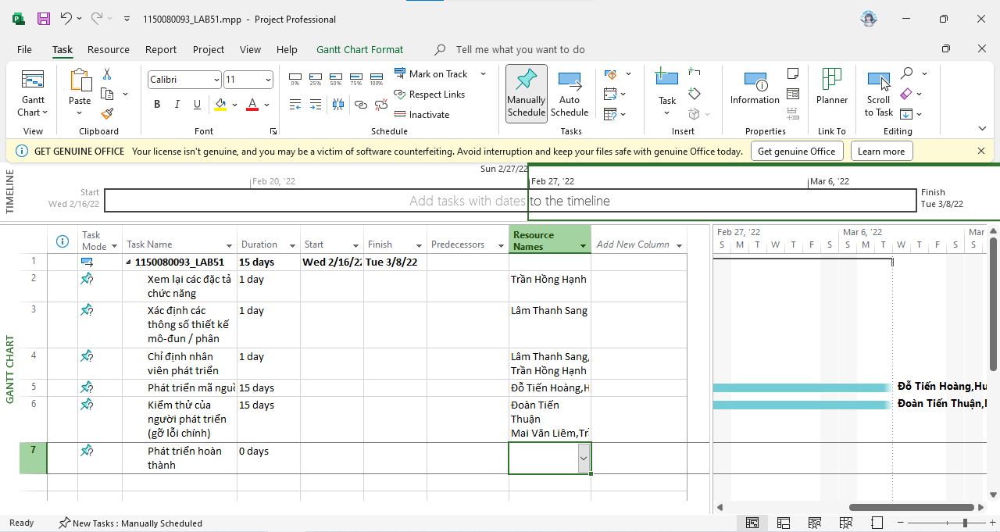 1150080093_LAB51.mpp - Project Professional
File Task Resource Report Project View Help Gantt Chart Format Tell me what you want to do
Gantt Chart
View
Paste
Clipboard
Calibri 11
B I U A
Font
0% 25% 50% 75% 100%
Mark on Track
Respect Links
Inactivate
Schedule
Manually Schedule
Auto Schedule
Tasks
Task
Insert
Information
Properties
Planner
Link To
Scroll to Task
Editing
GET GENUINE OFFICE Your license isn't genuine, and you may be a victim of software counterfeiting. Avoid interruption and keep your files safe with genuine Office today. Get genuine Office Learn more
TIMELINE
Sun 2/27/22
Feb 20, '22 Feb 27, '22 Mar 6, '22
Start
Wed 2/16/22
Add tasks with dates to the timeline
Finish
Tue 3/8/22
GANTT CHART
Task Mode Task Name Duration Start Finish Predecessors Resource Names Add New Column
Feb 27, '22 Mar 6, '22 Mar
S M T W T F S S M T W T F S S M
1 1150080093_LAB51 15 days Wed 2/16/22 Tue 3/8/22
2 Xem lại các đặc tả
chức năng
1 day Trần Hồng Hạnh
3 Xác định các
thông số thiết kế
mô-đun / phân
1 day Lâm Thanh Sang
4 Chỉ định nhân
viên phát triển
1 day Lâm Thanh Sang,
Trần Hồng Hạnh
5 Phát triển mã nguồ 15 days Đỗ Tiến Hoàng,H
Đỗ Tiến Hoàng,Hu
6 Kiểm thử của
người phát triển
(gỡ lỗi chính)
15 days Đoàn Tiến
Thuận
Mai Văn Liêm,Tr
Đoàn Tiến Thuận,
7 Phát triển hoàn
thành
0 days
Ready New Tasks : Manually Scheduled